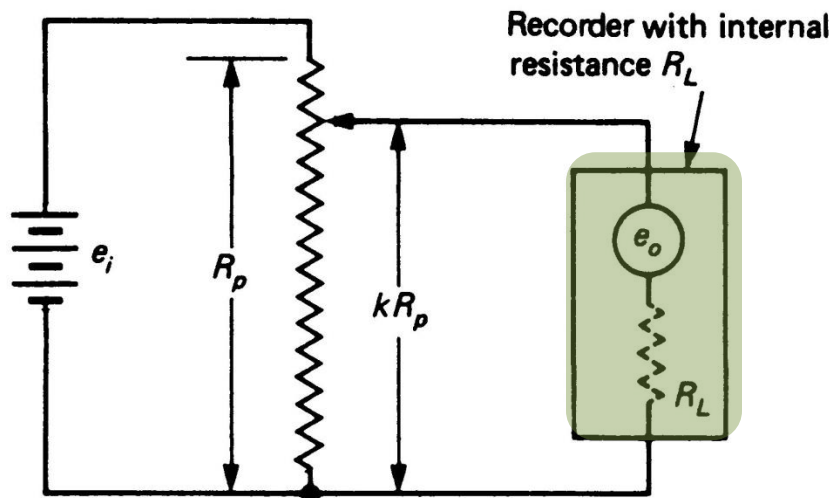 Recorder with internal
resistance R_L
e_i
R_p
kR_p
e_o
R_L